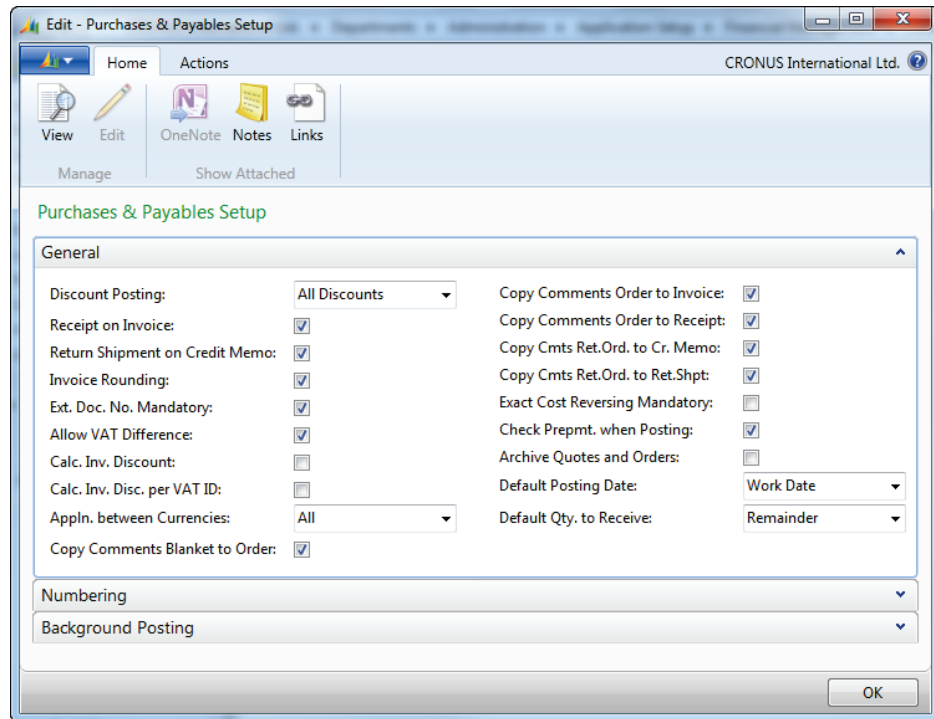 Edit - Purchases & Payables Setup
Home Actions CRONUS International Ltd.
View Edit OneNote Notes Links
Manage Show Attached
Purchases & Payables Setup
General
Discount Posting: All Discounts
Receipt on Invoice:
Return Shipment on Credit Memo:
Invoice Rounding:
Ext. Doc. No. Mandatory:
Allow VAT Difference:
Calc. Inv. Discount:
Calc. Inv. Disc. per VAT ID:
Appln. between Currencies: All
Copy Comments Blanket to Order:
Copy Comments Order to Invoice:
Copy Comments Order to Receipt:
Copy Cmts Ret.Ord. to Cr. Memo:
Copy Cmts Ret.Ord. to Ret.Shpt:
Exact Cost Reversing Mandatory:
Check Prepmt. when Posting:
Archive Quotes and Orders:
Default Posting Date: Work Date
Default Qty. to Receive: Remainder
Numbering
Background Posting
OK